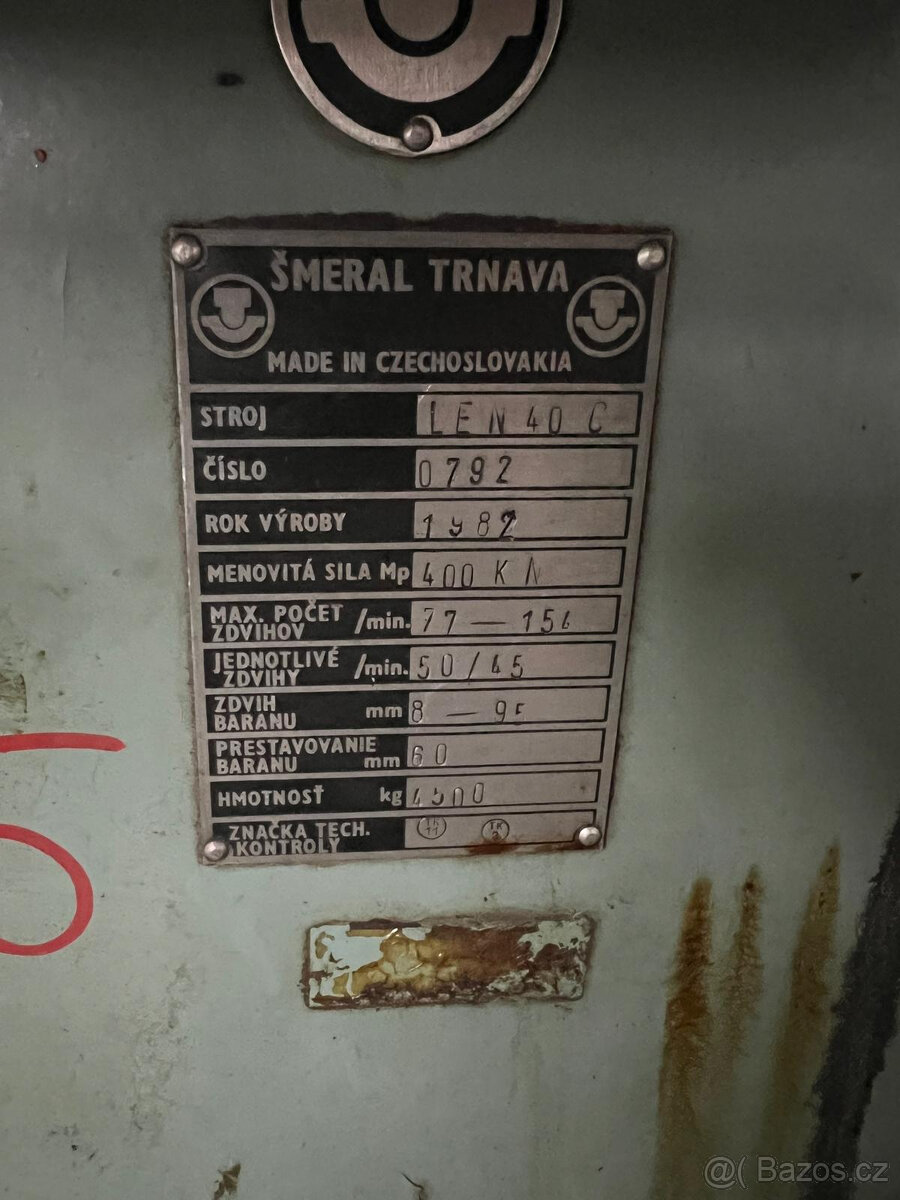 ŠMERAL TRNAVA
MADE IN CZECHOSLOVAKIA
STROJ LEN 40 C
ČÍSLO 0792
ROK VÝROBY 1982
MENOVITÁ SILA Mp 400 KN
MAX. POČET
ZDVIHOV /min. 77 — 154
JEDNOTLIVÉ
ZDVIHY /min. 50/45
ZDVIH
BARANU mm 8 — 95
PRESTAVOVANIE
BARANU mm 60
HMOTNOSŤ kg 4500
ZNAČKA TECH.
KONTROLY
@( Bazos.cz